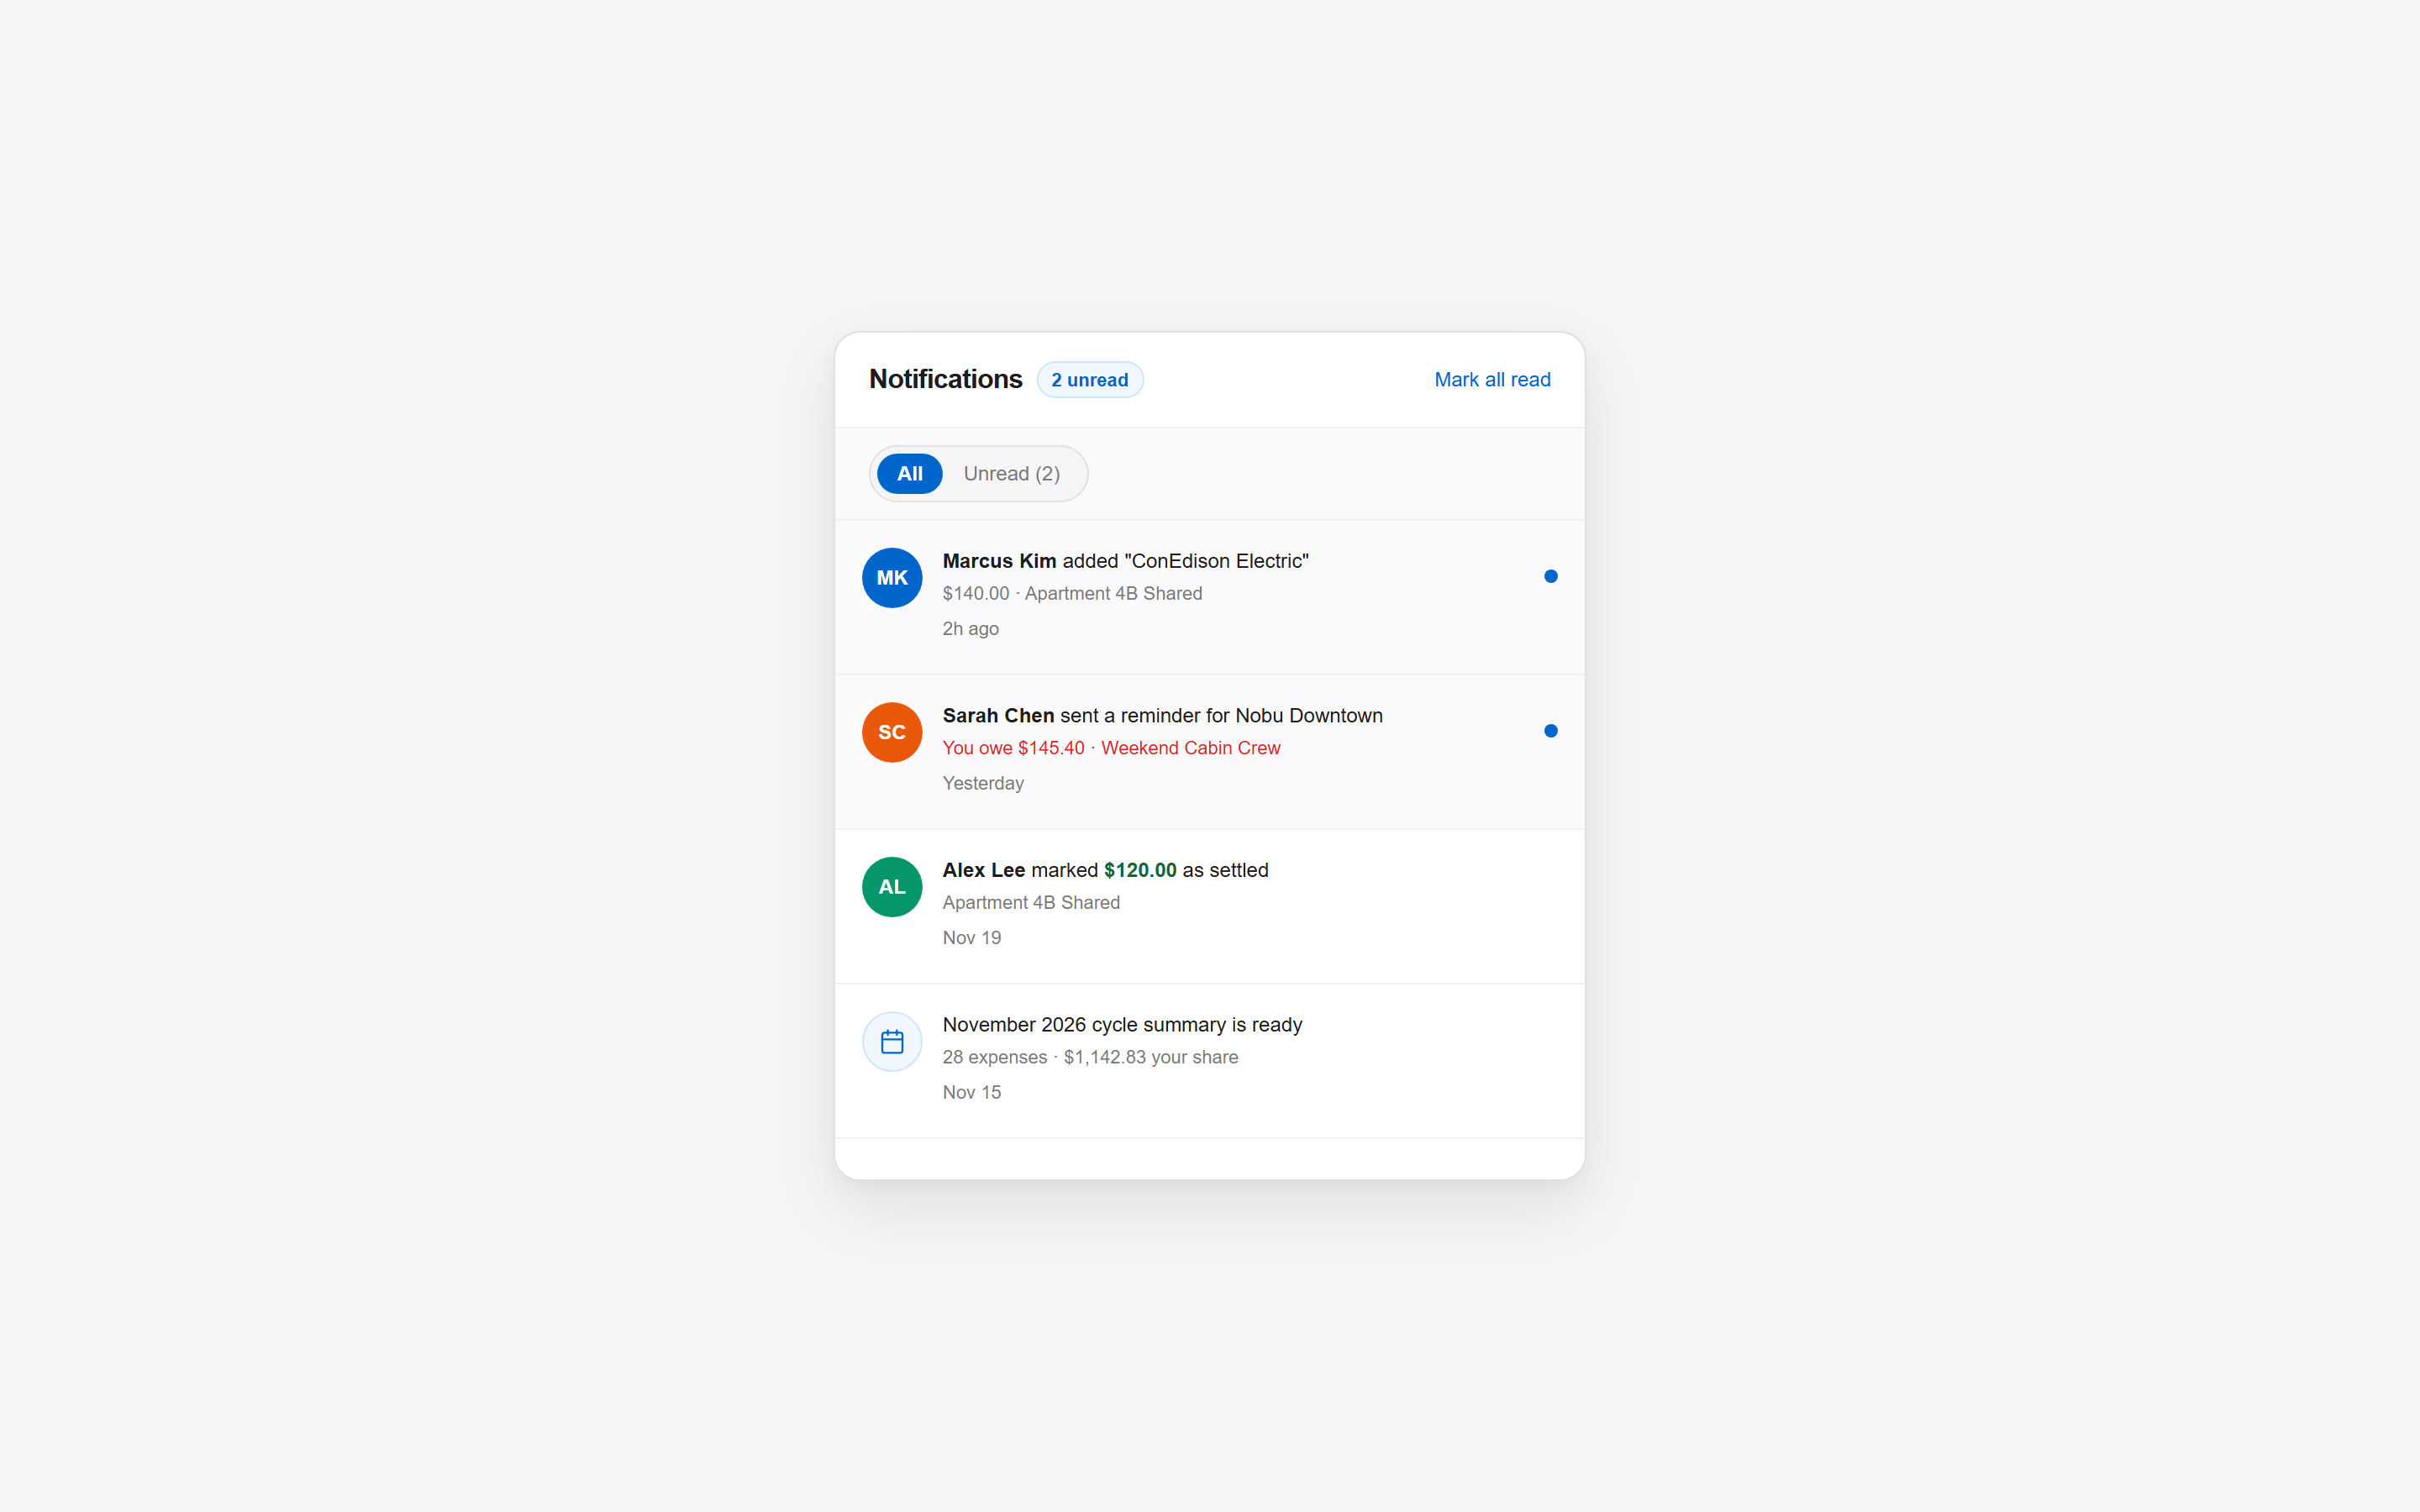 Notifications 2 unread Mark all read
All Unread (2)
MK
Marcus Kim added "ConEdison Electric"
$140.00 · Apartment 4B Shared
2h ago
SC
Sarah Chen sent a reminder for Nobu Downtown
You owe $145.40 · Weekend Cabin Crew
Yesterday
AL
Alex Lee marked $120.00 as settled
Apartment 4B Shared
Nov 19
November 2026 cycle summary is ready
28 expenses · $1,142.83 your share
Nov 15